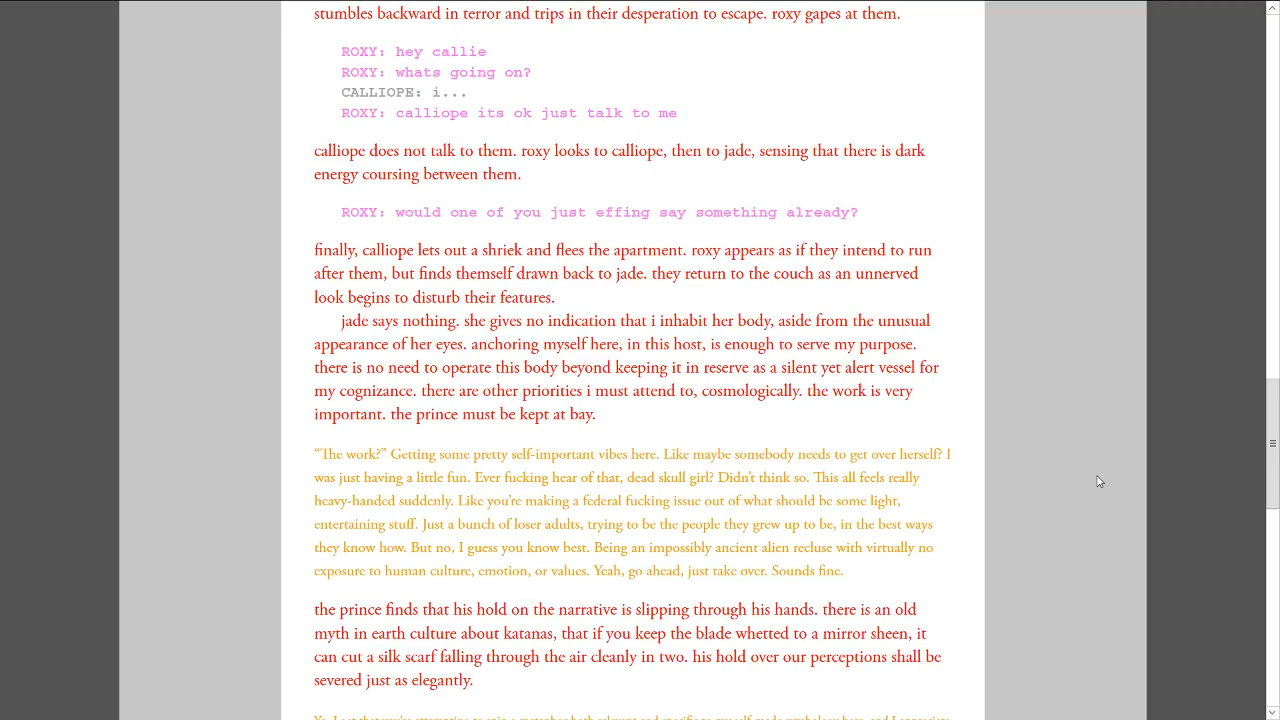 stumbles backward in terror and trips in their desperation to escape. roxy gapes at them.
ROXY: hey callie
ROXY: whats going on?
CALLIOPE: i...
ROXY: calliope its ok just talk to me
calliope does not talk to them. roxy looks to calliope, then to jade, sensing that there is dark
energy coursing between them.
ROXY: would one of you just effing say something already?
finally, calliope lets out a shriek and flees the apartment. roxy appears as if they intend to run
after them, but finds themself drawn back to jade. they return to the couch as an unnerved
look begins to disturb their features.
jade says nothing. she gives no indication that i inhabit her body, aside from the unusual
appearance of her eyes. anchoring myself here, in this host, is enough to serve my purpose.
there is no need to operate this body beyond keeping it in reserve as a silent yet alert vessel for
my cognizance. there are other priorities i must attend to, cosmologically. the work is very
important. the prince must be kept at bay.
“The work?” Getting some pretty self-important vibes here. Like maybe somebody needs to get over herself? I
was just having a little fun. Ever fucking hear of that, dead skull girl? Didn’t think so. This all feels really
heavy-handed suddenly. Like you’re making a federal fucking issue out of what should be some light,
entertaining stuff. Just a bunch of loser adults, trying to be the people they grew up to be, in the best ways
they know how. But no, I guess you know best. Being an impossibly ancient alien recluse with virtually no
exposure to human culture, emotion, or values. Yeah, go ahead, just take over. Sounds fine.
the prince finds that his hold on the narrative is slipping through his hands. there is an old
myth in earth culture about katanas, that if you keep the blade whetted to a mirror sheen, it
can cut a silk scarf falling through the air cleanly in two. his hold over our perceptions shall be
severed just as elegantly.